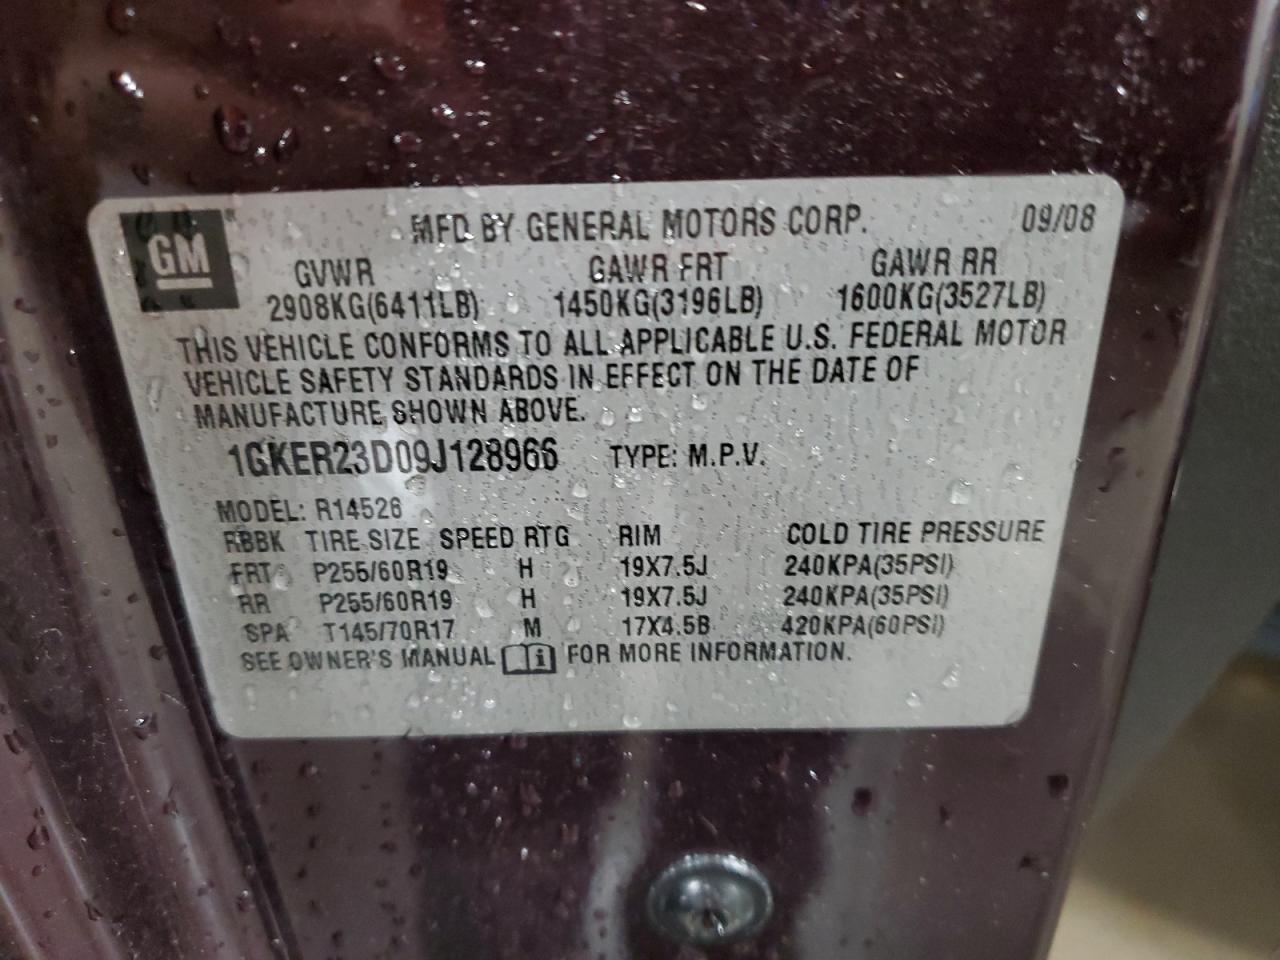 GM
MFD BY GENERAL MOTORS CORP. 09/08
GVWR GAWR FRT GAWR RR
2908KG(6411LB) 1450KG(3196LB) 1600KG(3527LB)
THIS VEHICLE CONFORMS TO ALL APPLICABLE U.S. FEDERAL MOTOR
VEHICLE SAFETY STANDARDS IN EFFECT ON THE DATE OF
MANUFACTURE SHOWN ABOVE.
1GKER23D09J128966 TYPE: M.P.V.
MODEL: R14526
RBBK TIRE SIZE SPEED RTG RIM COLD TIRE PRESSURE
FRT P255/60R19 H 19X7.5J 240KPA(35PSI)
RR P255/60R19 H 19X7.5J 240KPA(35PSI)
SPA T145/70R17 M 17X4.5B 420KPA(60PSI)
SEE OWNER'S MANUAL i FOR MORE INFORMATION.